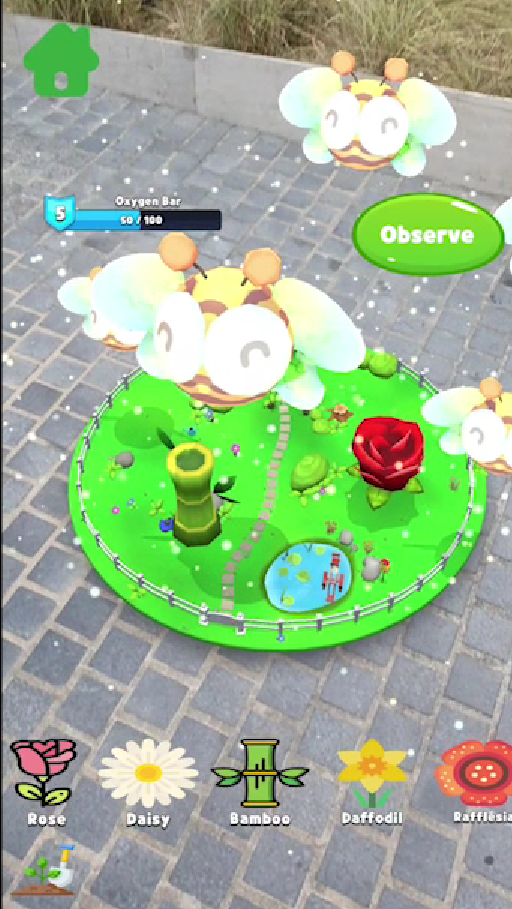 Oxygen Bar
5
50 / 100
Observe
Rose
Daisy
Bamboo
Daffodil
Rafflesia